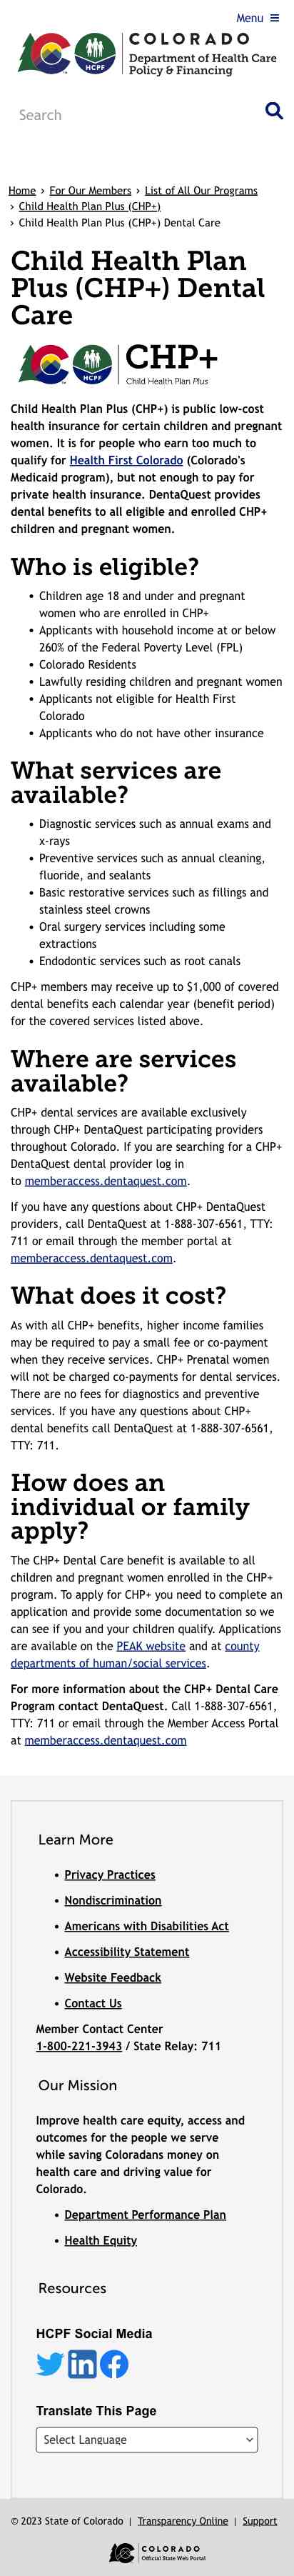 Menu
HCPF
COLORADO
Department of Health Care
Policy & Financing
Search
Home › For Our Members › List of All Our Programs
› Child Health Plan Plus (CHP+)
› Child Health Plan Plus (CHP+) Dental Care
Child Health Plan
Plus (CHP+) Dental
Care
HCPF
CHP+
Child Health Plan Plus
Child Health Plan Plus (CHP+) is public low-cost
health insurance for certain children and pregnant
women. It is for people who earn too much to
qualify for Health First Colorado (Colorado's
Medicaid program), but not enough to pay for
private health insurance. DentaQuest provides
dental benefits to all eligible and enrolled CHP+
children and pregnant women.
Who is eligible?
• Children age 18 and under and pregnant
women who are enrolled in CHP+
• Applicants with household income at or below
260% of the Federal Poverty Level (FPL)
• Colorado Residents
• Lawfully residing children and pregnant women
• Applicants not eligible for Health First
Colorado
• Applicants who do not have other insurance
What services are
available?
• Diagnostic services such as annual exams and
x-rays
• Preventive services such as annual cleaning,
fluoride, and sealants
• Basic restorative services such as fillings and
stainless steel crowns
• Oral surgery services including some
extractions
• Endodontic services such as root canals
CHP+ members may receive up to $1,000 of covered
dental benefits each calendar year (benefit period)
for the covered services listed above.
Where are services
available?
CHP+ dental services are available exclusively
through CHP+ DentaQuest participating providers
throughout Colorado. If you are searching for a CHP+
DentaQuest dental provider log in
to memberaccess.dentaquest.com.
If you have any questions about CHP+ DentaQuest
providers, call DentaQuest at 1-888-307-6561, TTY:
711 or email through the member portal at
memberaccess.dentaquest.com.
What does it cost?
As with all CHP+ benefits, higher income families
may be required to pay a small fee or co-payment
when they receive services. CHP+ Prenatal women
will not be charged co-payments for dental services.
There are no fees for diagnostics and preventive
services. If you have any questions about CHP+
dental benefits call DentaQuest at 1-888-307-6561,
TTY: 711.
How does an
individual or family
apply?
The CHP+ Dental Care benefit is available to all
children and pregnant women enrolled in the CHP+
program. To apply for CHP+ you need to complete an
application and provide some documentation so we
can see if you and your children qualify. Applications
are available on the PEAK website and at county
departments of human/social services.
For more information about the CHP+ Dental Care
Program contact DentaQuest. Call 1-888-307-6561,
TTY: 711 or email through the Member Access Portal
at memberaccess.dentaquest.com
Learn More
• Privacy Practices
• Nondiscrimination
• Americans with Disabilities Act
• Accessibility Statement
• Website Feedback
• Contact Us
Member Contact Center
1-800-221-3943 / State Relay: 711
Our Mission
Improve health care equity, access and
outcomes for the people we serve
while saving Coloradans money on
health care and driving value for
Colorado.
• Department Performance Plan
• Health Equity
Resources
HCPF Social Media
Translate This Page
Select Language
© 2023 State of Colorado | Transparency Online | Support
COLORADO
Official State Web Portal